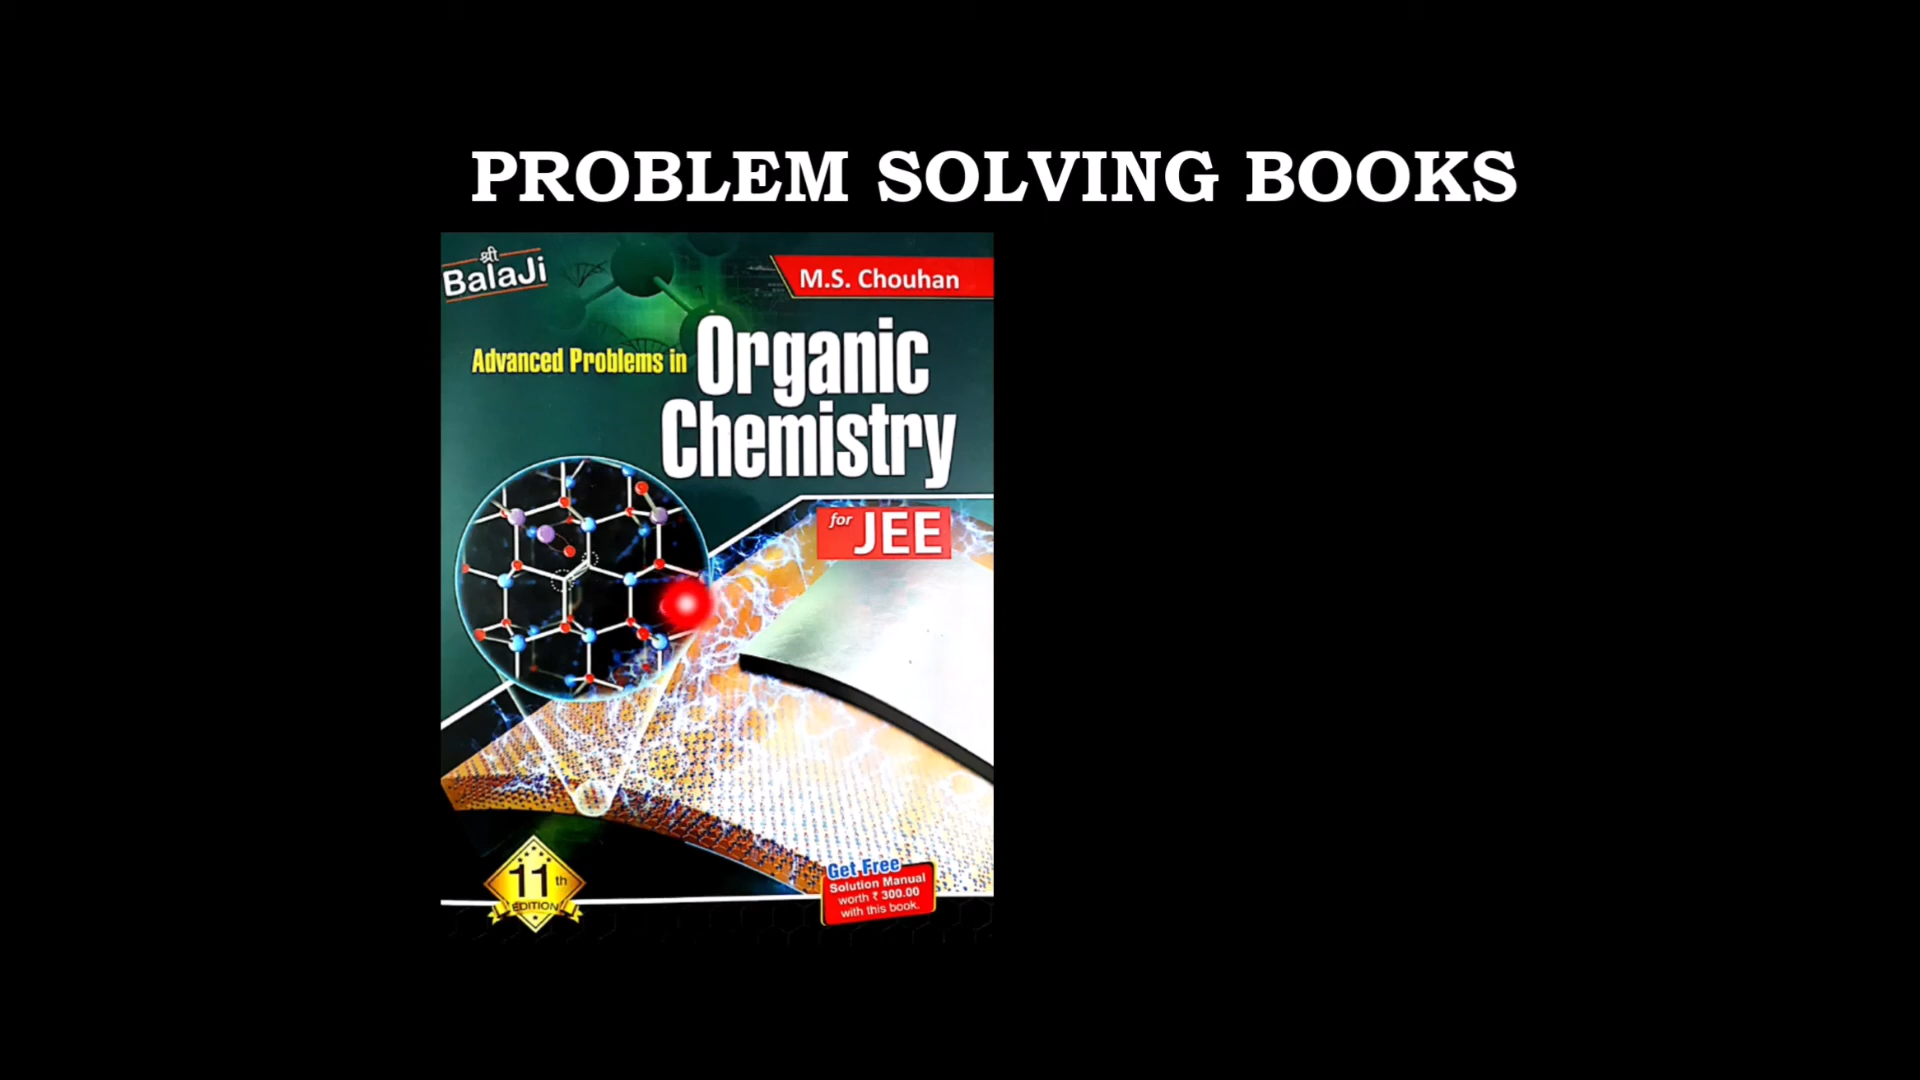 PROBLEM SOLVING BOOKS
श्री
BalaJi
M.S. Chouhan
Advanced Problems in
Organic
Chemistry
for JEE
11th
EDITION
Get Free
Solution Manual
worth ₹ 300.00
with this book.